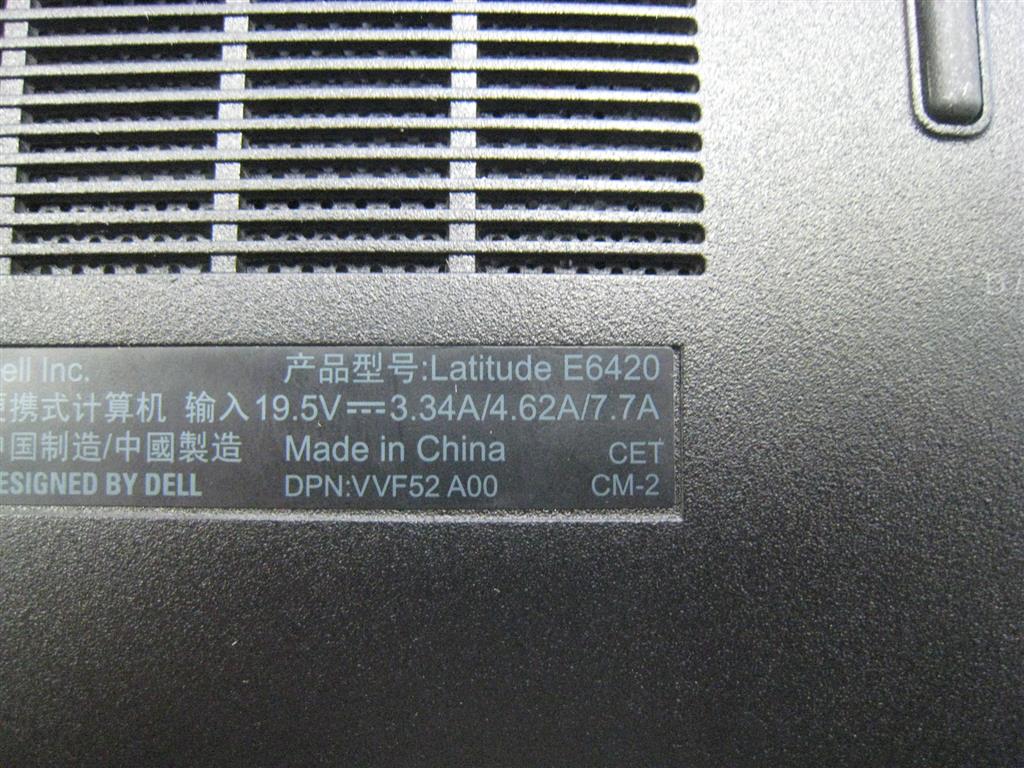 ell Inc. 产品型号:Latitude E6420
携式计算机 输入19.5V⎓3.34A/4.62A/7.7A
中国制造/中國製造 Made in China CET
ESIGNED BY DELL DPN:VVF52 A00 CM-2